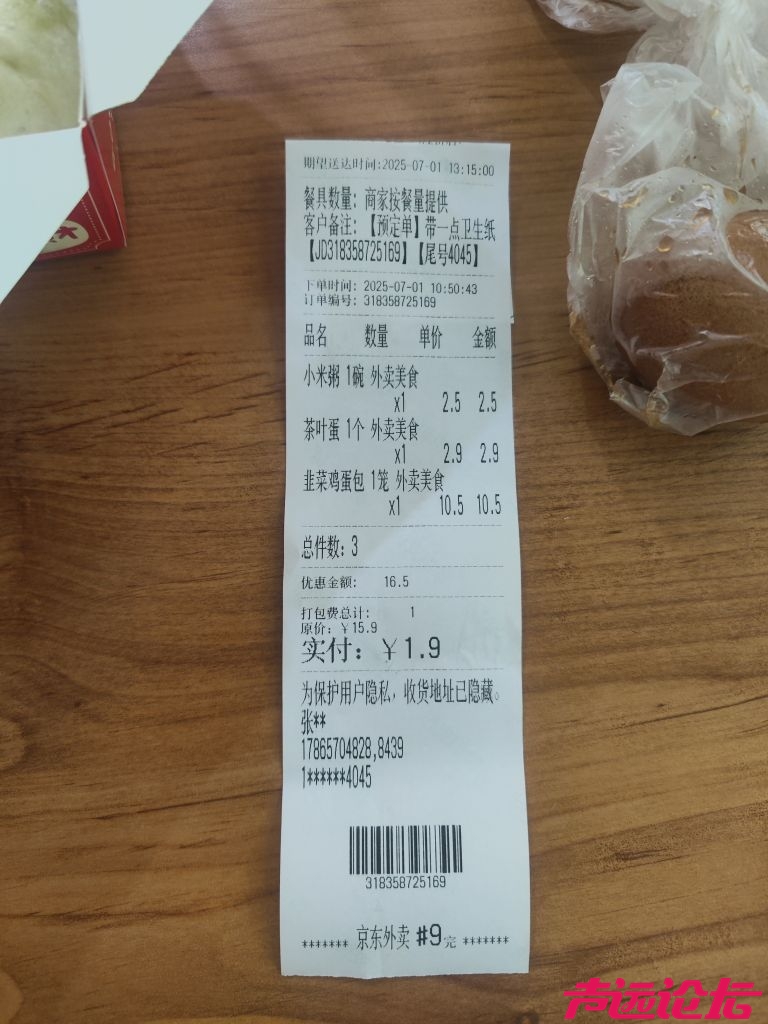 期望送达时间:2025-07-01 13:15:00
餐具数量: 商家按餐量提供
客户备注: 【预定单】带一点卫生纸
【JD318358725169】【尾号4045】
下单时间: 2025-07-01 10:50:43
订单编号: 318358725169
品名 数量 单价 金额
小米粥 1碗 外卖美食
x1 2.5 2.5
茶叶蛋 1个 外卖美食
x1 2.9 2.9
韭菜鸡蛋包 1笼 外卖美食
x1 10.5 10.5
总件数: 3
优惠金额: 16.5
打包费总计: 1
原价: ￥15.9
实付: ￥1.9
为保护用户隐私，收货地址已隐藏。
张**
17865704828,8439
1******4045
318358725169
******* 京东外卖 #9完 *******
声远论坛